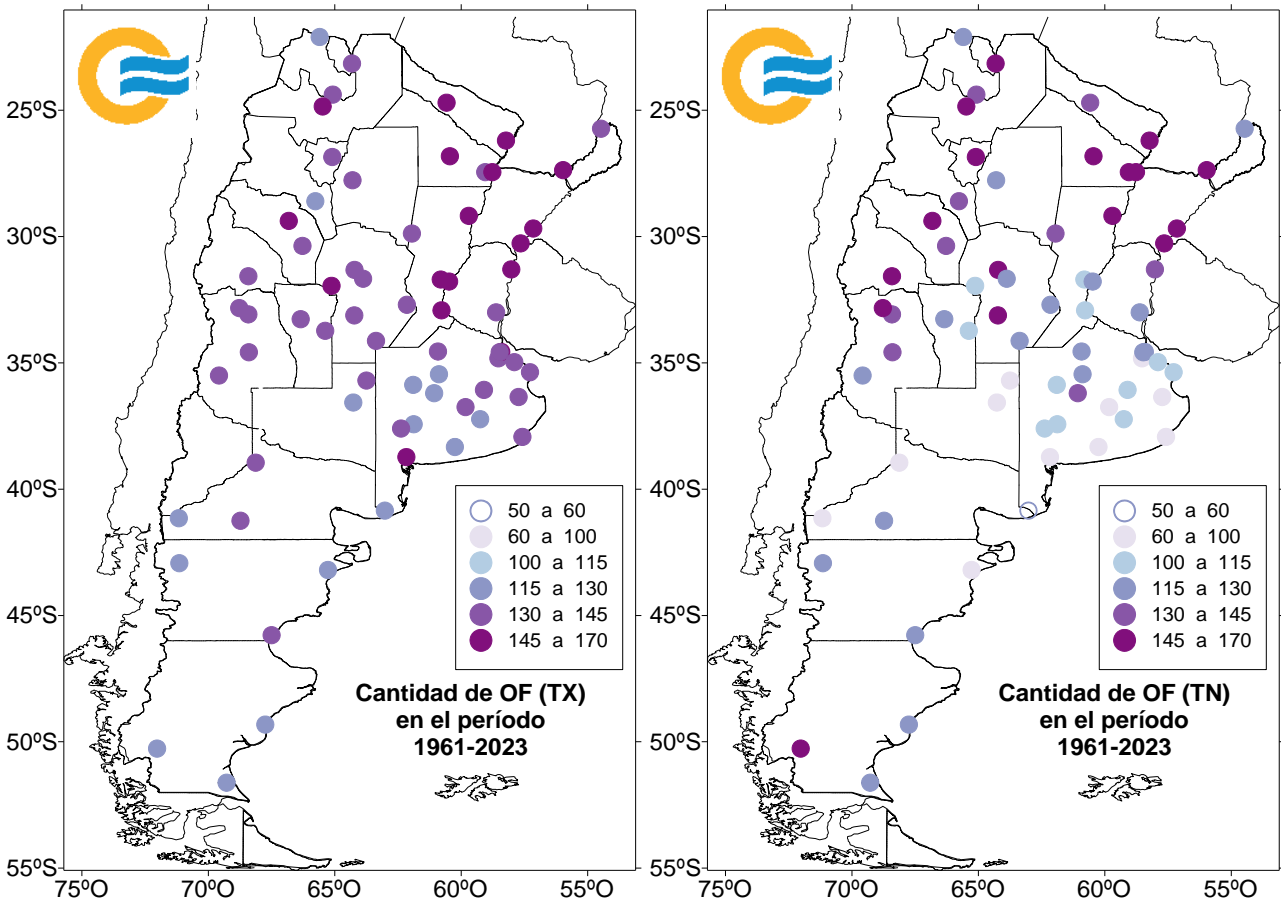 25ºS
30ºS
35ºS
40ºS
45ºS
50ºS
55ºS
75ºO
70ºO
65ºO
60ºO
55ºO
50 a 60
60 a 100
100 a 115
115 a 130
130 a 145
145 a 170
Cantidad de OF (TX)
en el período
1961-2023
25ºS
30ºS
35ºS
40ºS
45ºS
50ºS
55ºS
75ºO
70ºO
65ºO
60ºO
55ºO
50 a 60
60 a 100
100 a 115
115 a 130
130 a 145
145 a 170
Cantidad de OF (TN)
en el período
1961-2023